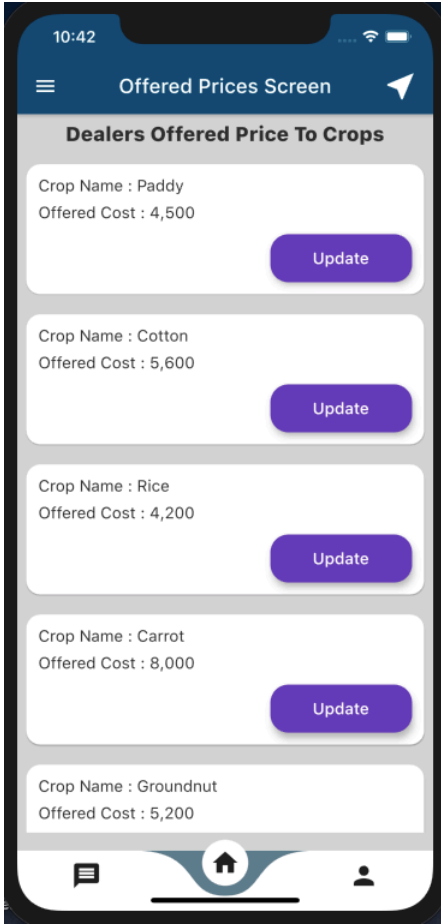 10:42
Offered Prices Screen
Dealers Offered Price To Crops
Crop Name : Paddy
Offered Cost : 4,500
Update
Crop Name : Cotton
Offered Cost : 5,600
Update
Crop Name : Rice
Offered Cost : 4,200
Update
Crop Name : Carrot
Offered Cost : 8,000
Update
Crop Name : Groundnut
Offered Cost : 5,200